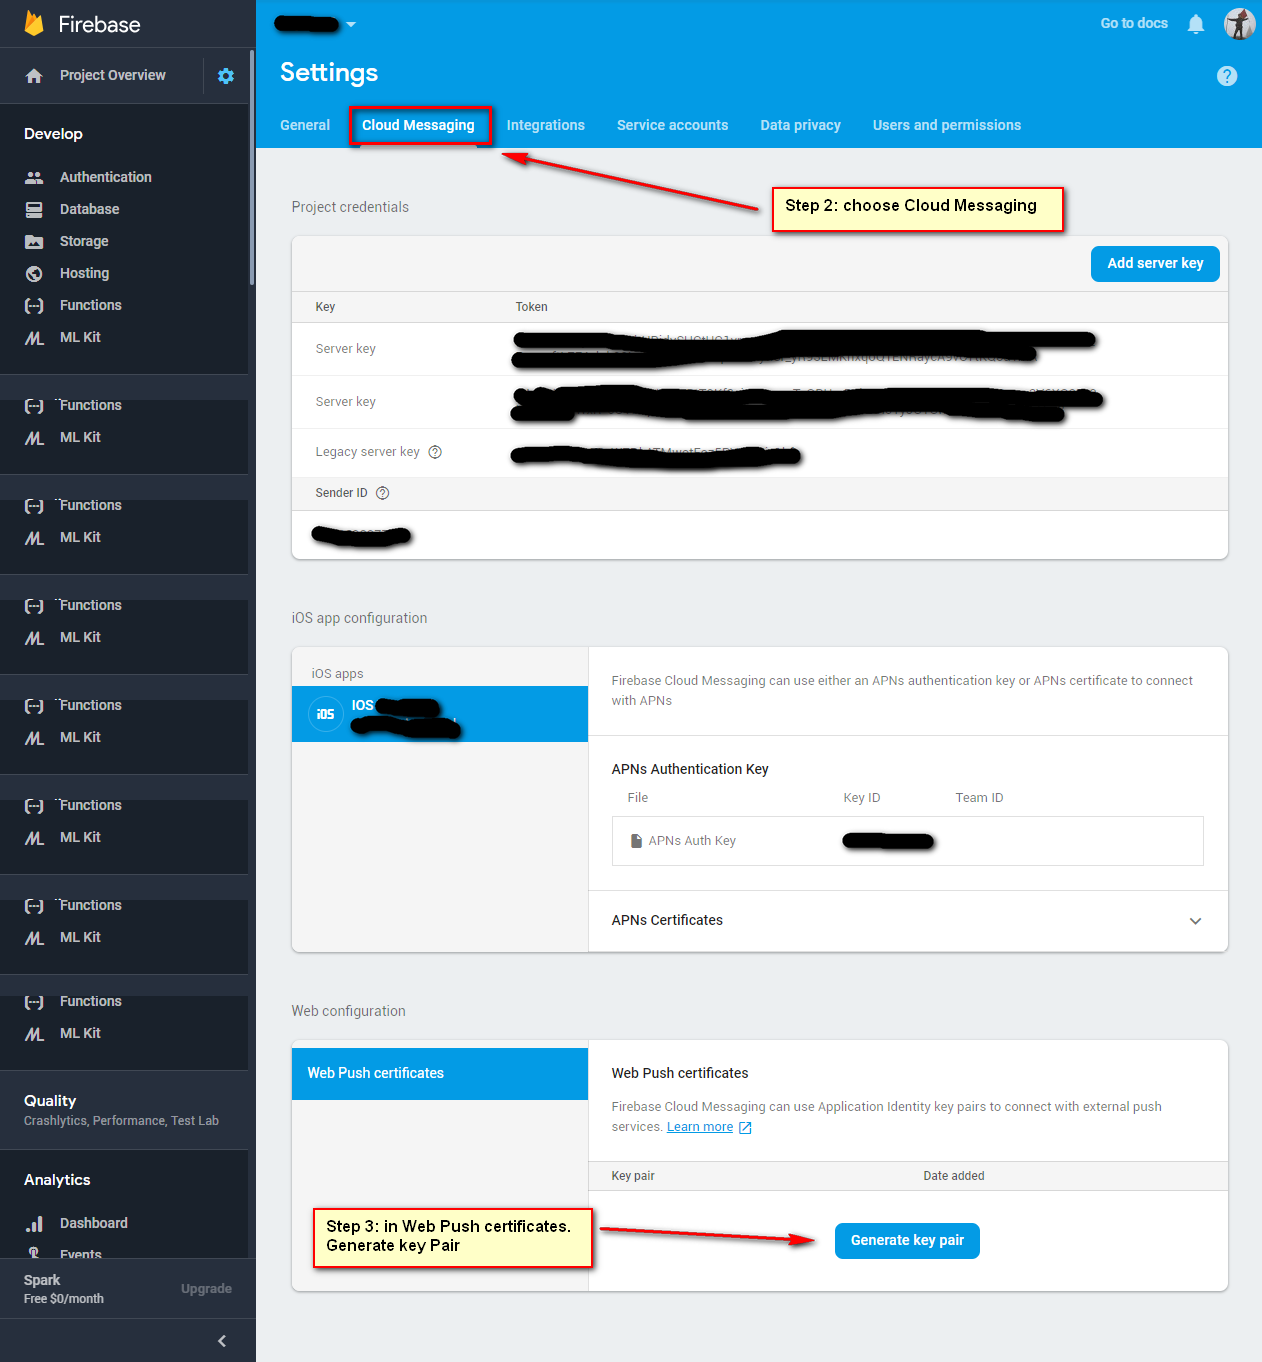 Firebase
Project Overview
Develop
Authentication
Database
Storage
Hosting
Functions
ML Kit
Functions
ML Kit
Functions
ML Kit
Functions
ML Kit
Functions
ML Kit
Functions
ML Kit
Functions
ML Kit
Functions
ML Kit
Quality
Crashlytics, Performance, Test Lab
Analytics
Dashboard
Events
Spark
Free $0/month
Upgrade
Go to docs
Settings
General Cloud Messaging Integrations Service accounts Data privacy Users and permissions
Step 2: choose Cloud Messaging
Project credentials
Add server key
Key Token
Server key
Server key
Legacy server key
Sender ID
iOS app configuration
iOS apps
iOS
IOS
Firebase Cloud Messaging can use either an APNs authentication key or APNs certificate to connect
with APNs
APNs Authentication Key
File Key ID Team ID
APNs Auth Key
APNs Certificates
Web configuration
Web Push certificates
Web Push certificates
Firebase Cloud Messaging can use Application Identity key pairs to connect with external push
services. Learn more
Key pair Date added
Step 3: in Web Push certificates.
Generate key Pair
Generate key pair